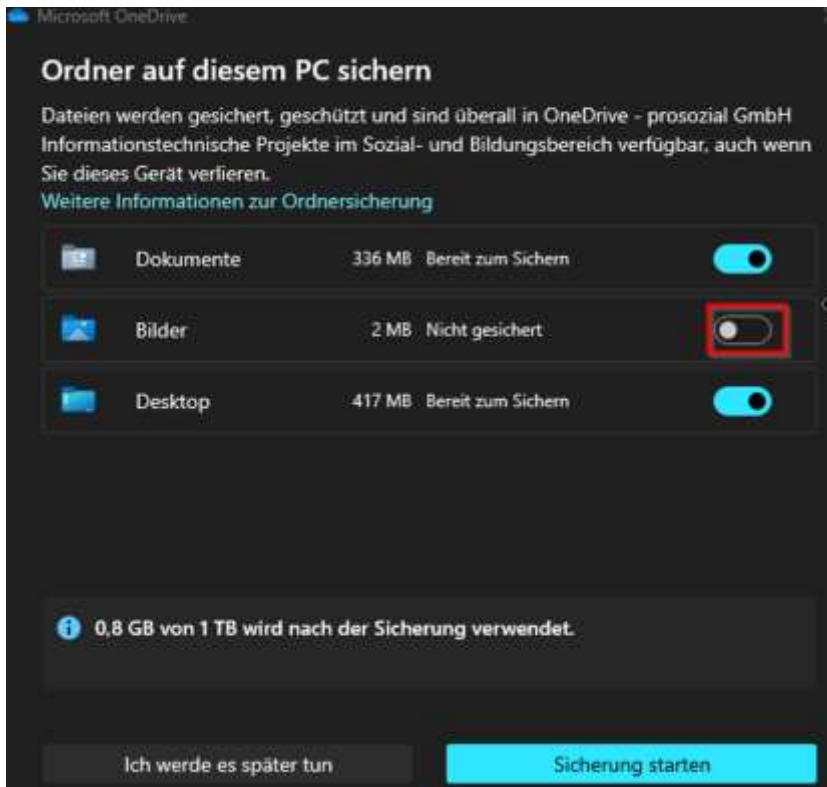 Microsoft OneDrive
Ordner auf diesem PC sichern
Dateien werden gesichert, geschützt und sind überall in OneDrive - prosozial GmbH
Informationstechnische Projekte im Sozial- und Bildungsbereich verfügbar, auch wenn
Sie dieses Gerät verlieren.
Weitere Informationen zur Ordnersicherung
Dokumente 336 MB Bereit zum Sichern
Bilder 2 MB Nicht gesichert
Desktop 417 MB Bereit zum Sichern
0,8 GB von 1 TB wird nach der Sicherung verwendet.
Ich werde es später tun Sicherung starten